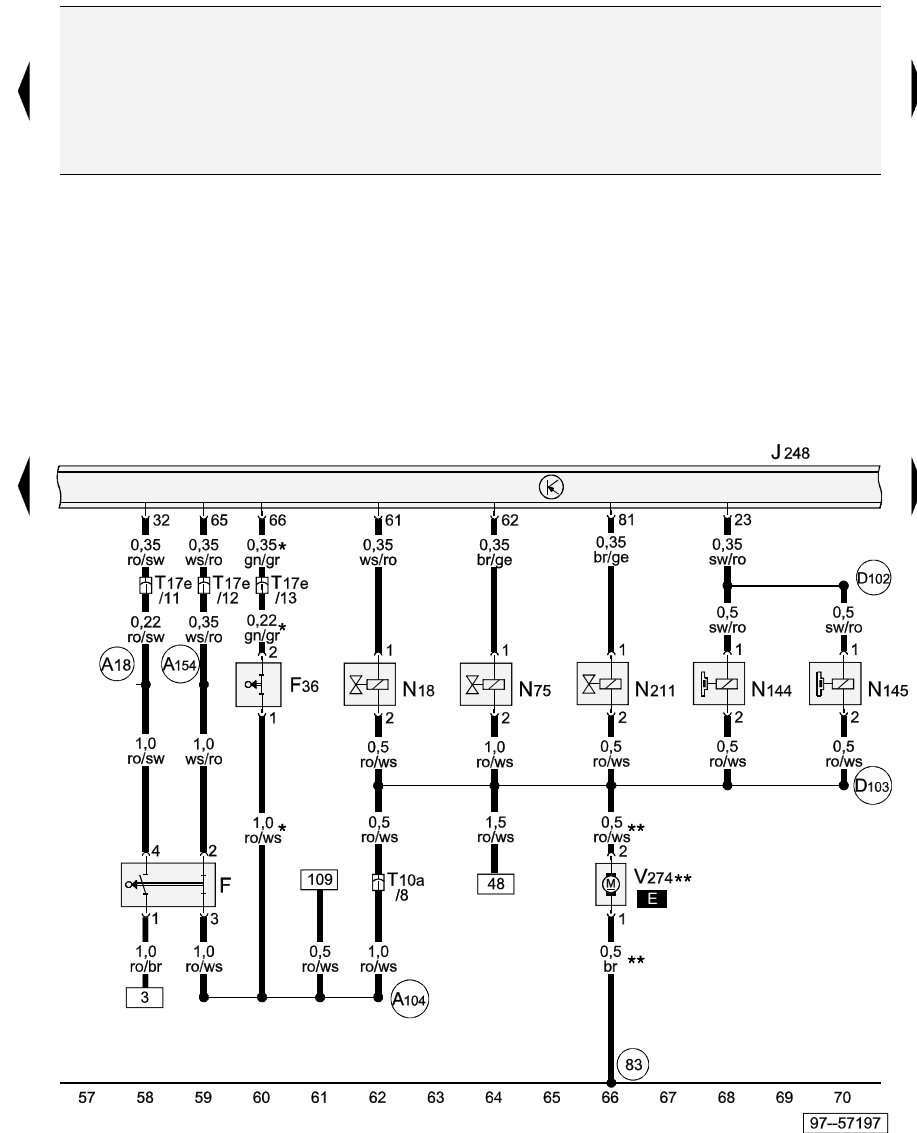 J 248
32 65 66 61 62 81 23
0,35 0,35 0,35* 0,35 0,35 0,35 0,35
ro/sw ws/ro gn/gr ws/ro br/ge br/ge sw/ro
T17e T17e T17e D102
/11 /12 /13
0,22 0,35 0,22 0,5 0,5
ro/sw ws/ro gn/gr* sw/ro sw/ro
2 1 1 1 1 1
A18 A154
F36 N18 N75 N211 N144 N145
1 2 2 2 2 2
1,0 1,0 0,5 1,0 0,5 0,5 0,5
ro/sw ws/ro ro/ws ro/ws ro/ws ro/ws ro/ws
D103
1,0 * 0,5 1,5 0,5
ro/ws ro/ws ro/ws ro/ws**
4 2 2
F 109 T10a 48 M V274**
/8 E
1 3 1
1,0 1,0 0,5 1,0 0,5
ro/br ro/ws ro/ws ro/ws br **
3 A104
83
57 58 59 60 61 62 63 64 65 66 67 68 69 70
97--57197